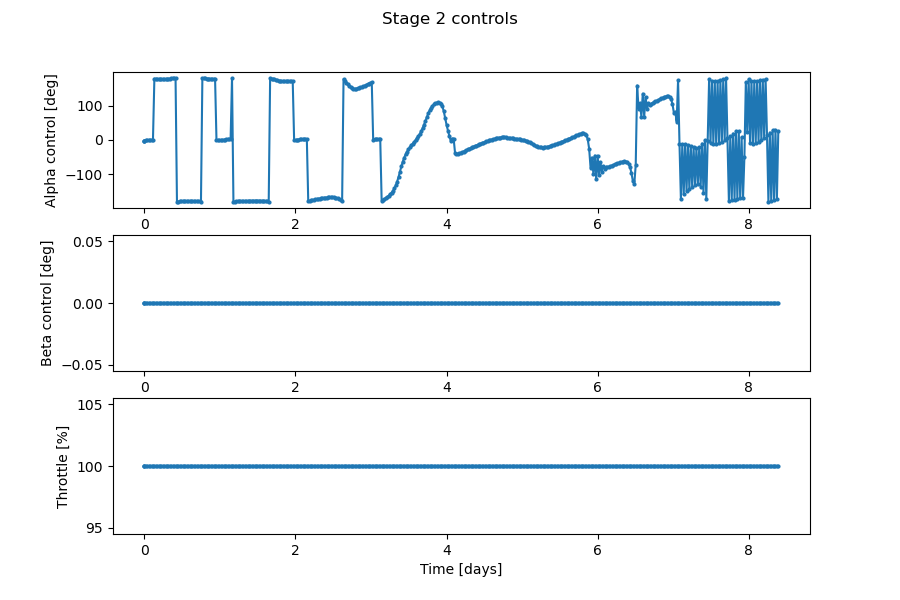 Stage 2 controls
Alpha control [deg]
100
0
−100
0 2 4 6 8
Beta control [deg]
0.05
0.00
−0.05
0 2 4 6 8
Throttle [%]
105
100
95
0 2 4 6 8
Time [days]